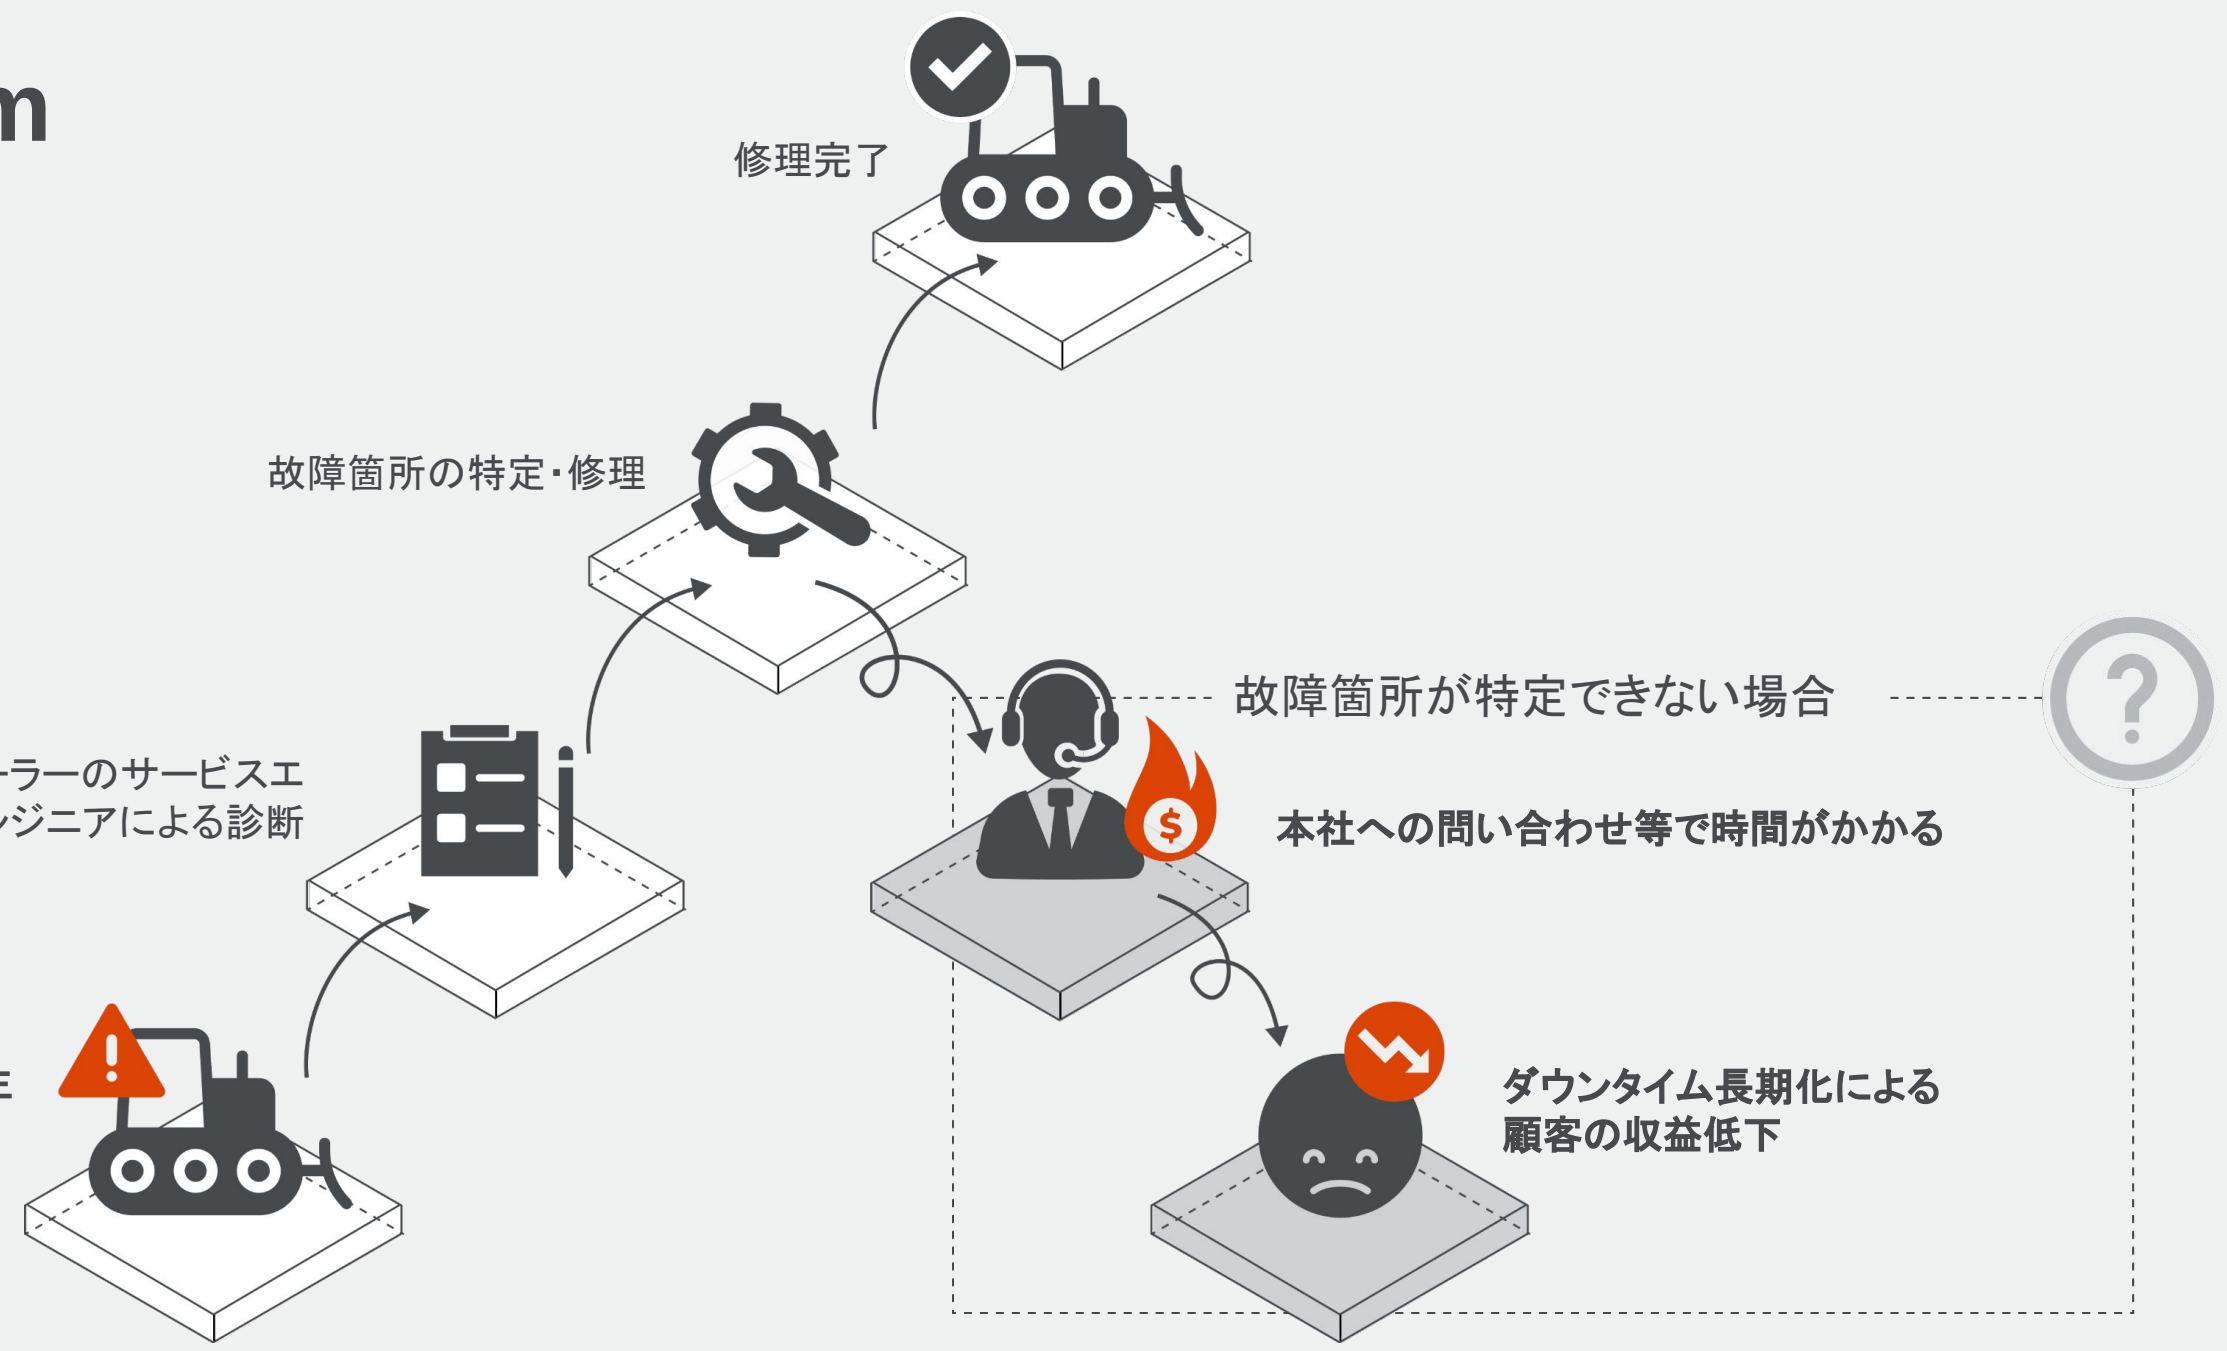 m
修理完了
故障箇所の特定・修理
故障箇所が特定できない場合
?
ーラーのサービスエ
ンジニアによる診断
$
本社への問い合わせ等で時間がかかる
!
ダウンタイム長期化による
顧客の収益低下